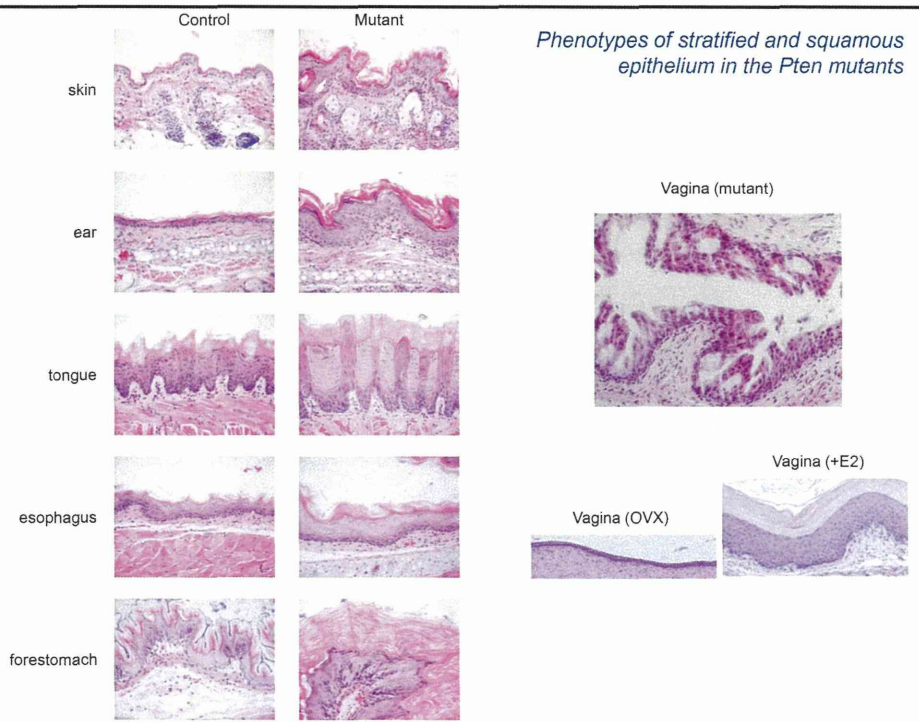 Control
Mutant
Phenotypes of stratified and squamous
epithelium in the Pten mutants
skin
ear
tongue
esophagus
forestomach
Vagina (mutant)
Vagina (OVX)
Vagina (+E2)